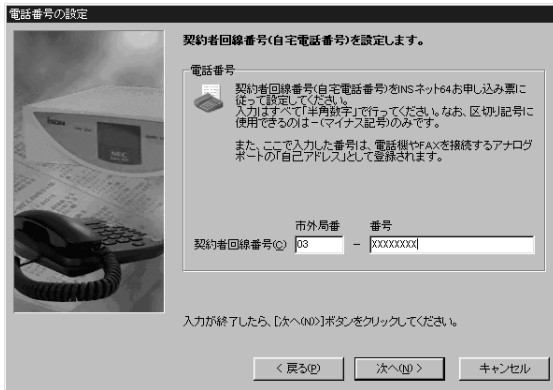 電話番号の設定
契約者回線番号(自宅電話番号)を設定します。
電話番号
契約者回線番号(自宅電話番号)をINSネット64お申し込み票に
従って設定してください。
入力はすべて「半角数字」で行ってください。なお、区切り記号に
使用できるのは－(マイナス記号)のみです。
また、ここで入力した番号は、電話機やFAXを接続するアナログ
ポートの「自己アドレス」として登録されます。
市外局番 番号
契約者回線番号(C) 03 － XXXXXXXX
入力が終了したら、[次へ(N)>]ボタンをクリックしてください。
< 戻る(P) 次へ(N) > キャンセル
NEC